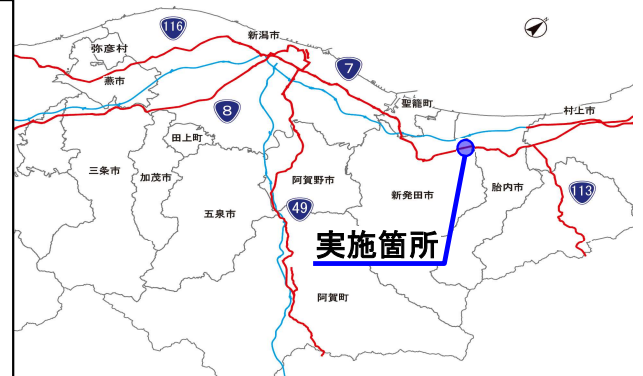 116
新潟市
弥彦村
7
燕市
聖籠町
8
村上市
田上町
三条市
加茂市
阿賀野市
新発田市
胎内市
113
五泉市
49
実施箇所
阿賀町